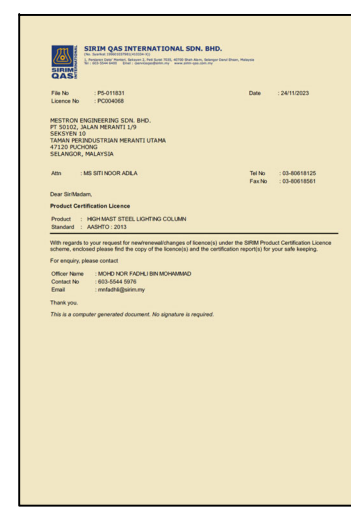 SIRIM QAS INTERNATIONAL SDN. BHD.
SIRIM
QAS
File No : P5-011831 Date : 24/11/2023
Licence No : PC004068
MESTRON ENGINEERING SDN. BHD.
PT 50102, JALAN MERANTI 1/9
SEKSYEN 10
TAMAN PERINDUSTRIAN MERANTI UTAMA
47120 PUCHONG
SELANGOR, MALAYSIA
Attn : MS SITI NOOR ADILA Tel No : 03-80618125
Fax No : 03-80618561
Dear Sir/Madam,
Product Certification Licence
Product : HIGH MAST STEEL LIGHTING COLUMN
Standard : AASHTO : 2013
With regards to your request for new/renewal/changes of licence(s) under the SIRIM Product Certification Licence
scheme, enclosed please find the copy of the licence(s) and the certification report(s) for your safe keeping.
For enquiry, please contact
Officer Name : MOHD NOR FADHLI BIN MOHAMMAD
Contact No : 603-5544 5976
Email : mnfadhli@sirim.my
Thank you.
This is a computer generated document. No signature is required.